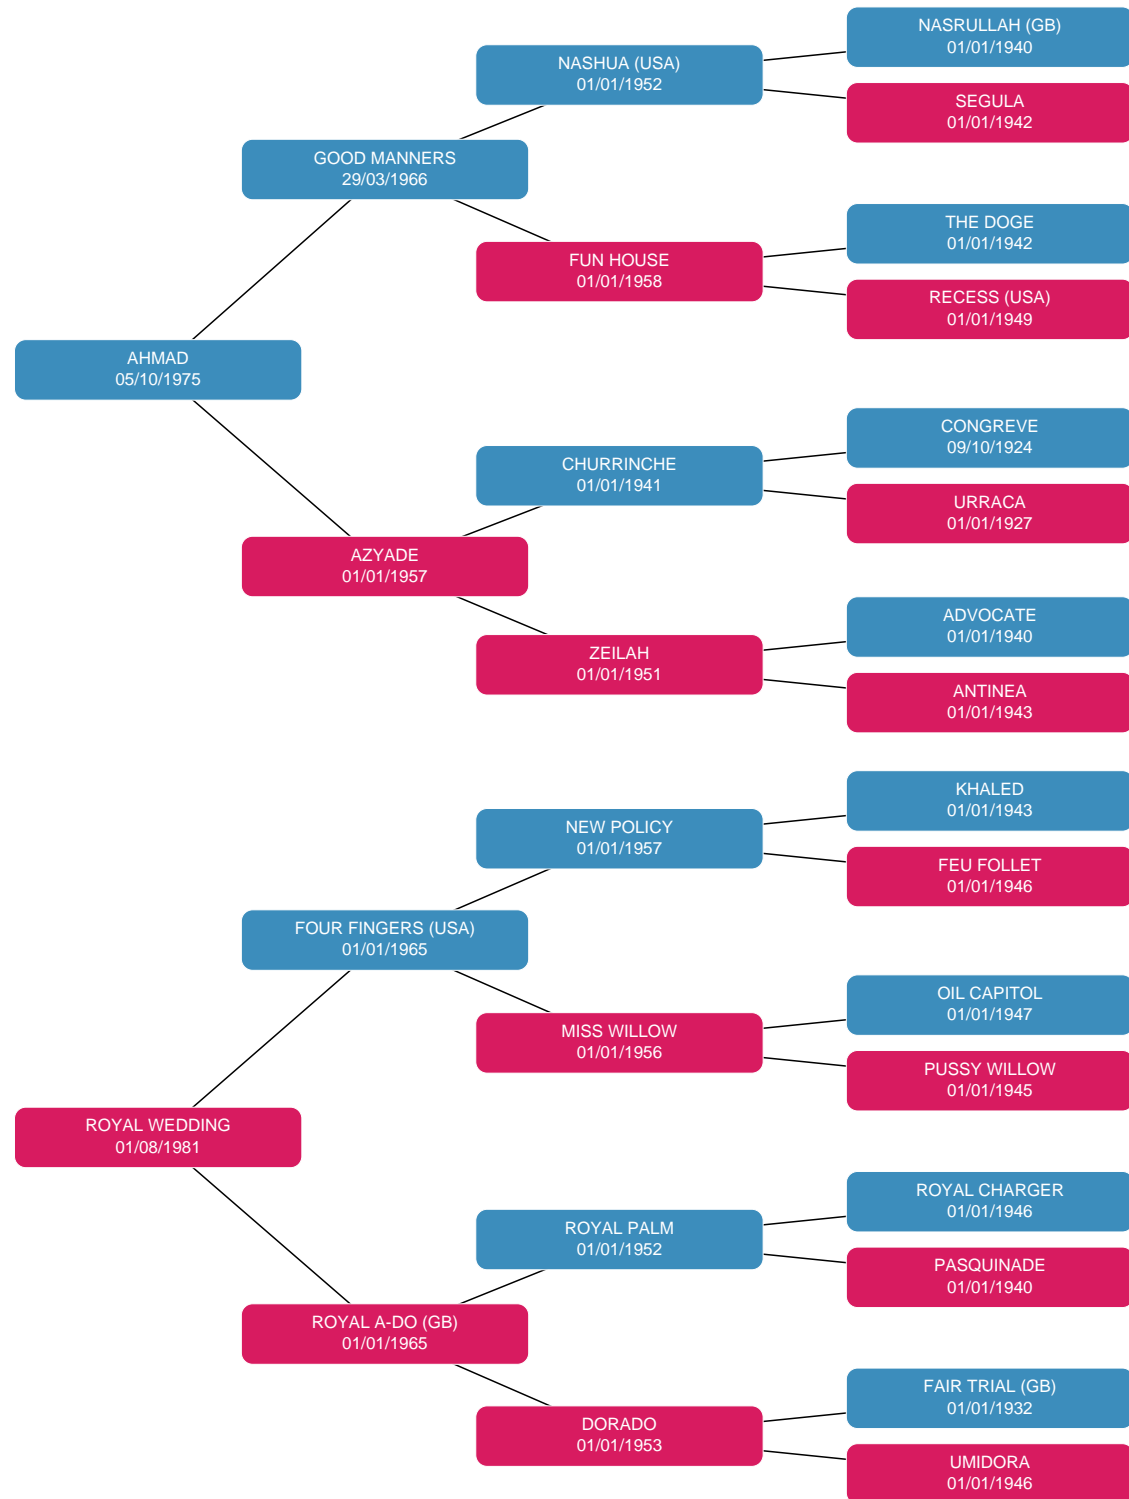 NASRULLAH (GB)
01/01/1940
NASHUA (USA)
01/01/1952
SEGULA
01/01/1942
GOOD MANNERS
29/03/1966
THE DOGE
01/01/1942
FUN HOUSE
01/01/1958
RECESS (USA)
01/01/1949
AHMAD
05/10/1975
CONGREVE
09/10/1924
CHURRINCHE
01/01/1941
URRACA
01/01/1927
AZYADE
01/01/1957
ADVOCATE
01/01/1940
ZEILAH
01/01/1951
ANTINEA
01/01/1943
KHALED
01/01/1943
NEW POLICY
01/01/1957
FEU FOLLET
01/01/1946
FOUR FINGERS (USA)
01/01/1965
OIL CAPITOL
01/01/1947
MISS WILLOW
01/01/1956
PUSSY WILLOW
01/01/1945
ROYAL WEDDING
01/08/1981
ROYAL CHARGER
01/01/1946
ROYAL PALM
01/01/1952
PASQUINADE
01/01/1940
ROYAL A-DO (GB)
01/01/1965
FAIR TRIAL (GB)
01/01/1932
DORADO
01/01/1953
UMIDORA
01/01/1946